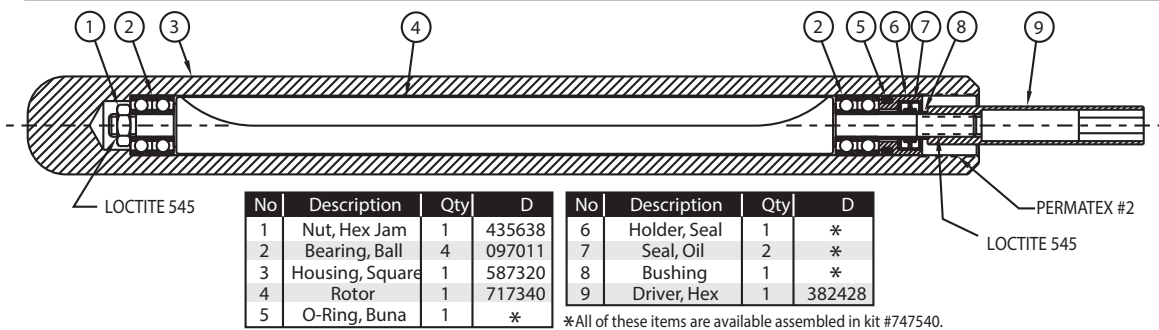 1 2 3 4 2 5 6 7 8 9
LOCTITE 545
PERMATEX #2
LOCTITE 545
No Description Qty D
1 Nut, Hex Jam 1 435638
2 Bearing, Ball 4 097011
3 Housing, Square 1 587320
4 Rotor 1 717340
5 O-Ring, Buna 1 *
No Description Qty D
6 Holder, Seal 1 *
7 Seal, Oil 2 *
8 Bushing 1 *
9 Driver, Hex 1 382428
*All of these items are available assembled in kit #747540.